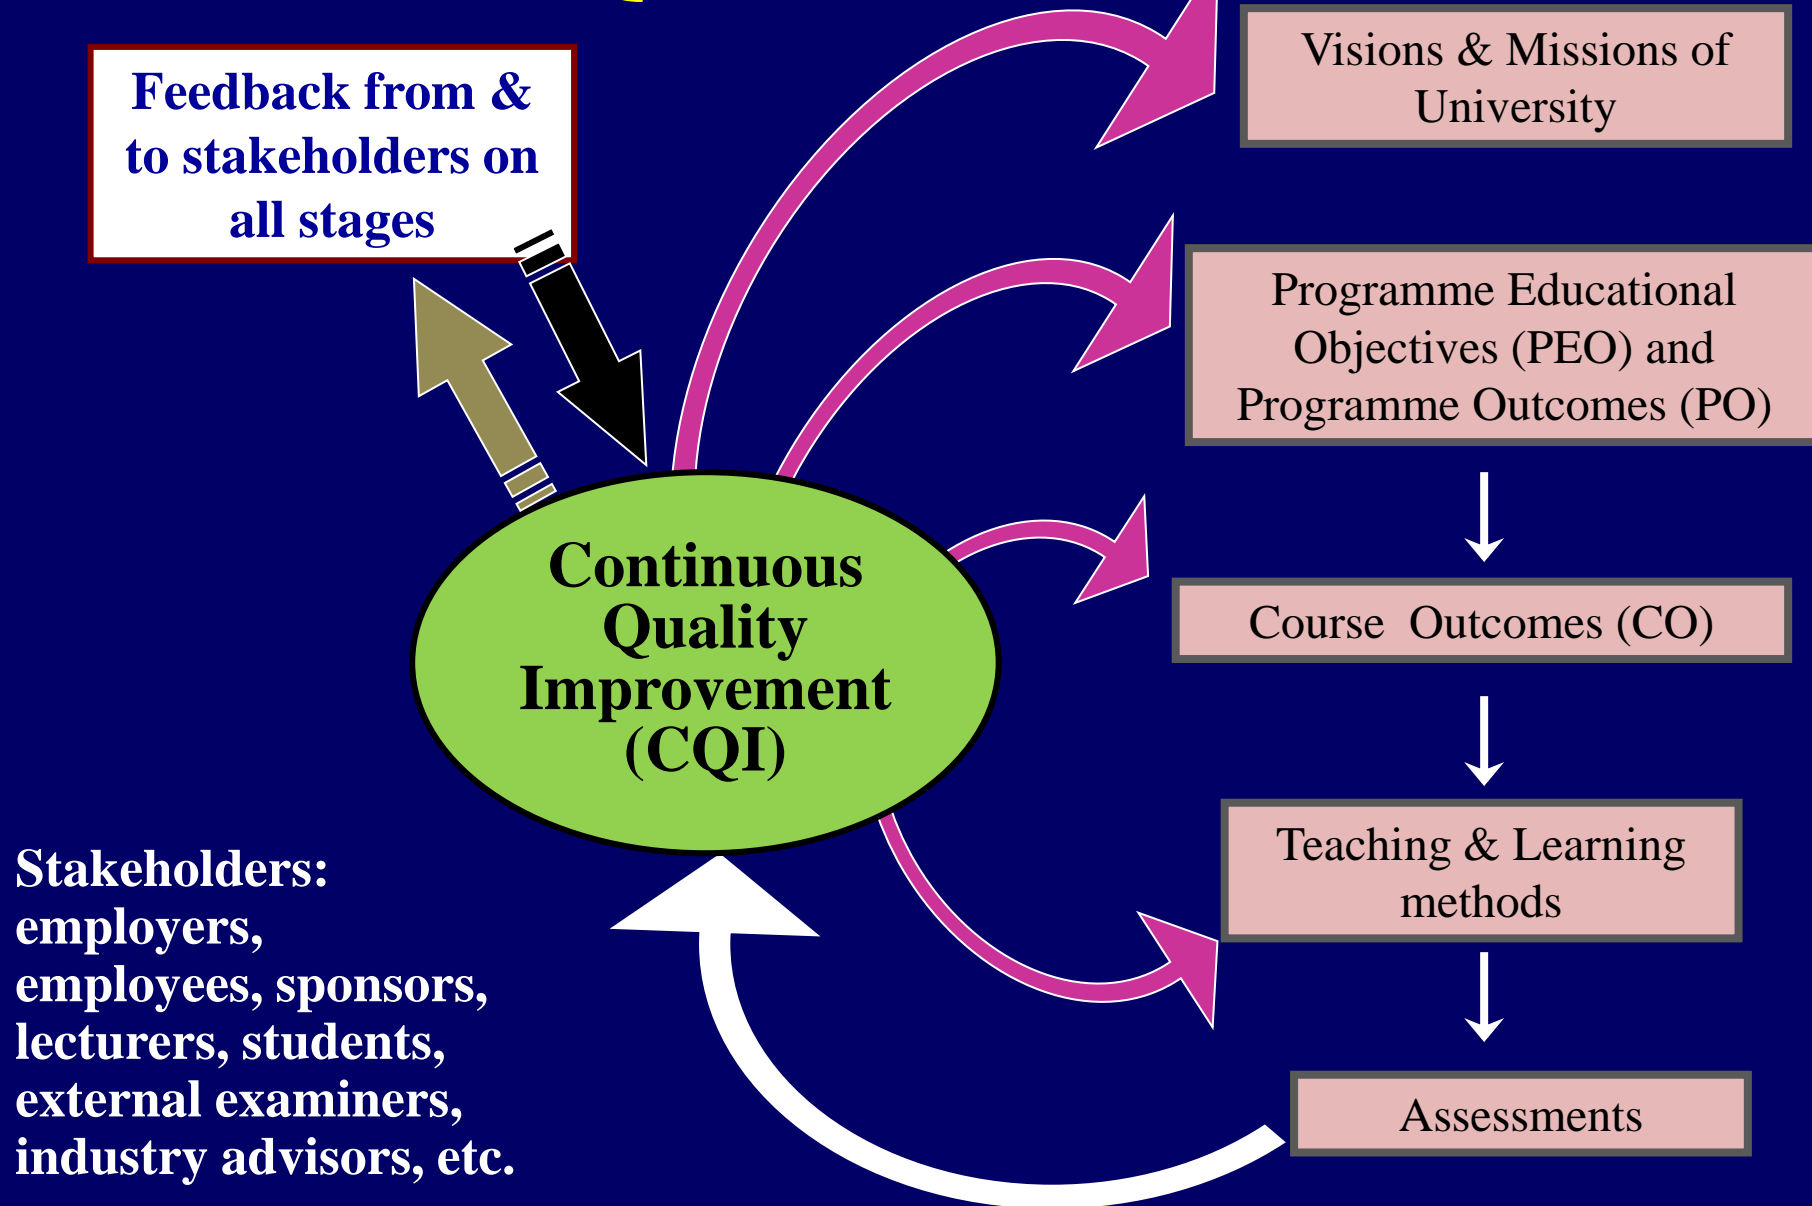 Feedback from &
to stakeholders on
all stages
Visions & Missions of
University
Programme Educational
Objectives (PEO) and
Programme Outcomes (PO)
Continuous
Quality
Improvement
(CQI)
Course  Outcomes (CO)
Teaching & Learning
methods
Assessments
Stakeholders:
employers,
employees, sponsors,
lecturers, students,
external examiners,
industry advisors, etc.